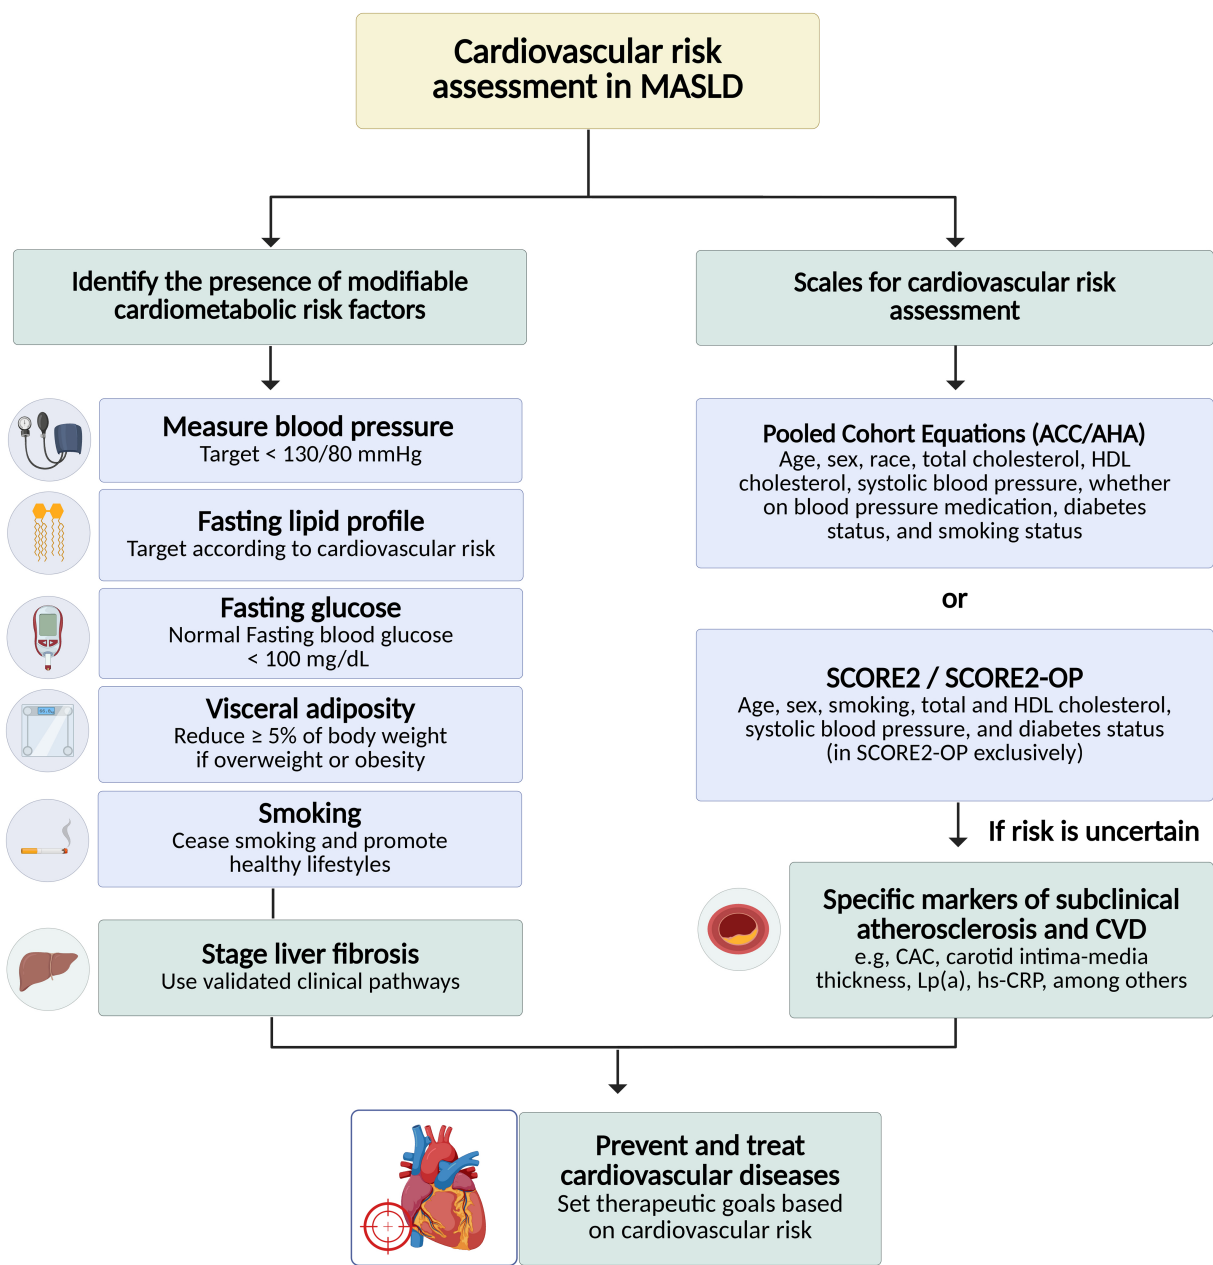 Cardiovascular risk
assessment in MASLD
Identify the presence of modifiable
cardiometabolic risk factors
Measure blood pressure
Target < 130/80 mmHg
Fasting lipid profile
Target according to cardiovascular risk
Fasting glucose
Normal Fasting blood glucose
< 100 mg/dL
Visceral adiposity
Reduce ≥ 5% of body weight
if overweight or obesity
Smoking
Cease smoking and promote
healthy lifestyles
Stage liver fibrosis
Use validated clinical pathways
Scales for cardiovascular risk
assessment
Pooled Cohort Equations (ACC/AHA)
Age, sex, race, total cholesterol, HDL
cholesterol, systolic blood pressure, whether
on blood pressure medication, diabetes
status, and smoking status
or
SCORE2 / SCORE2-OP
Age, sex, smoking, total and HDL cholesterol,
systolic blood pressure, and diabetes status
(in SCORE2-OP exclusively)
If risk is uncertain
Specific markers of subclinical
atherosclerosis and CVD
e.g, CAC, carotid intima-media
thickness, Lp(a), hs-CRP, among others
Prevent and treat
cardiovascular diseases
Set therapeutic goals based
on cardiovascular risk